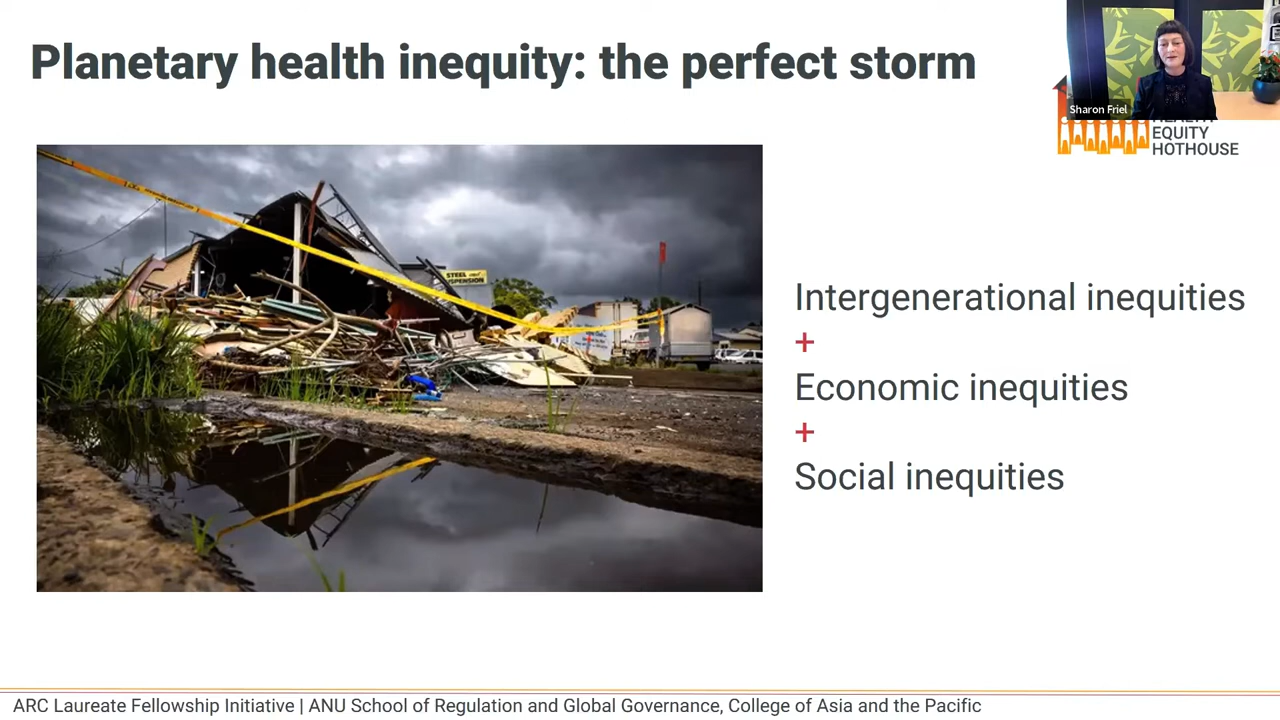 Planetary health inequity: the perfect storm
Sharon Friel
EQUITY
HOTHOUSE
STEEL
Intergenerational inequities
+
Economic inequities
+
Social inequities
ARC Laureate Fellowship Initiative | ANU School of Regulation and Global Governance, College of Asia and the Pacific